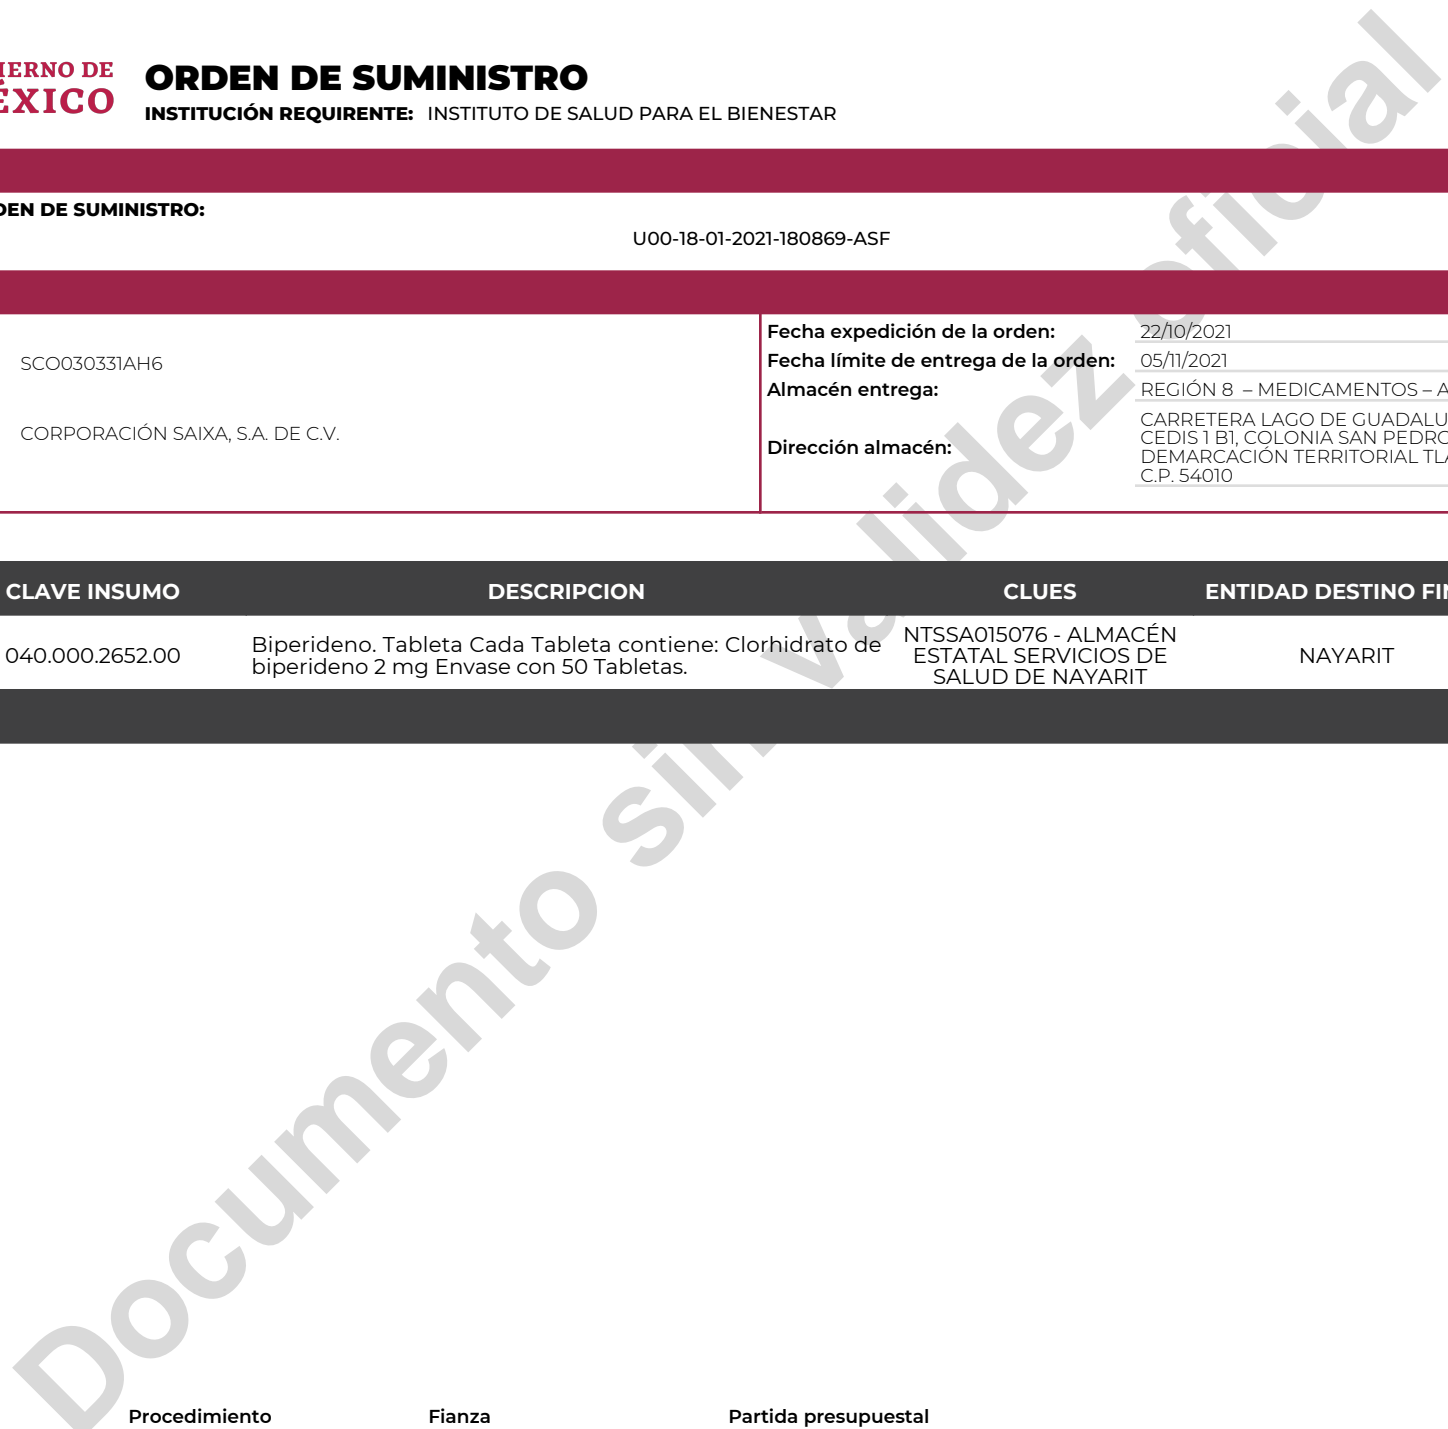 IERNO DE
ÉXICO
ORDEN DE SUMINISTRO
INSTITUCIÓN REQUIRENTE: INSTITUTO DE SALUD PARA EL BIENESTAR
DEN DE SUMINISTRO:
U00-18-01-2021-180869-ASF
SCO030331AH6
CORPORACIÓN SAIXA, S.A. DE C.V.
Fecha expedición de la orden: 22/10/2021
Fecha límite de entrega de la orden: 05/11/2021
Almacén entrega: REGIÓN 8 – MEDICAMENTOS – A
Dirección almacén:
CARRETERA LAGO DE GUADALU
CEDIS 1 B1, COLONIA SAN PEDRO
DEMARCACIÓN TERRITORIAL TLA
C.P. 54010
CLAVE INSUMO DESCRIPCION CLUES ENTIDAD DESTINO FIN
040.000.2652.00
Biperideno. Tableta Cada Tableta contiene: Clorhidrato de
biperideno 2 mg Envase con 50 Tabletas.
NTSSA015076 - ALMACÉN
ESTATAL SERVICIOS DE
SALUD DE NAYARIT
NAYARIT
Documento sin validez oficial
Procedimiento Fianza Partida presupuestal